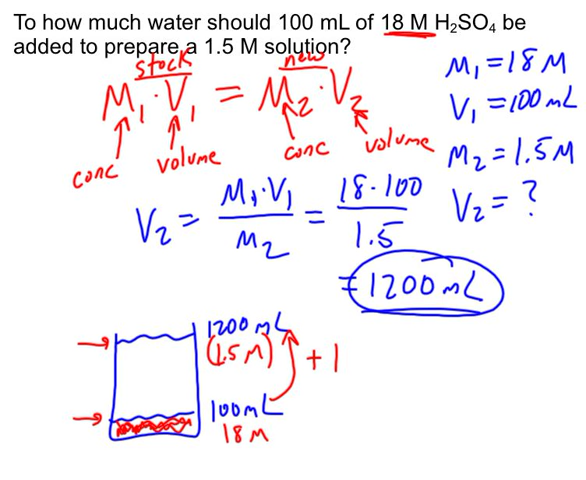 To how much water should 100 mL of 18 M H₂SO₄ be
added to prepare a 1.5 M solution?
stock new
M₁·V₁ = M₂·V₂
conc volume conc volume
M₁ = 18 M
V₁ = 100 mL
M₂ = 1.5 M
V₂ = ?
V₂ = M₁·V₁ / M₂ = 18·100 / 1.5
= 1200 mL
1200 mL
(1.5 M)
+ 1
100 mL
18 M